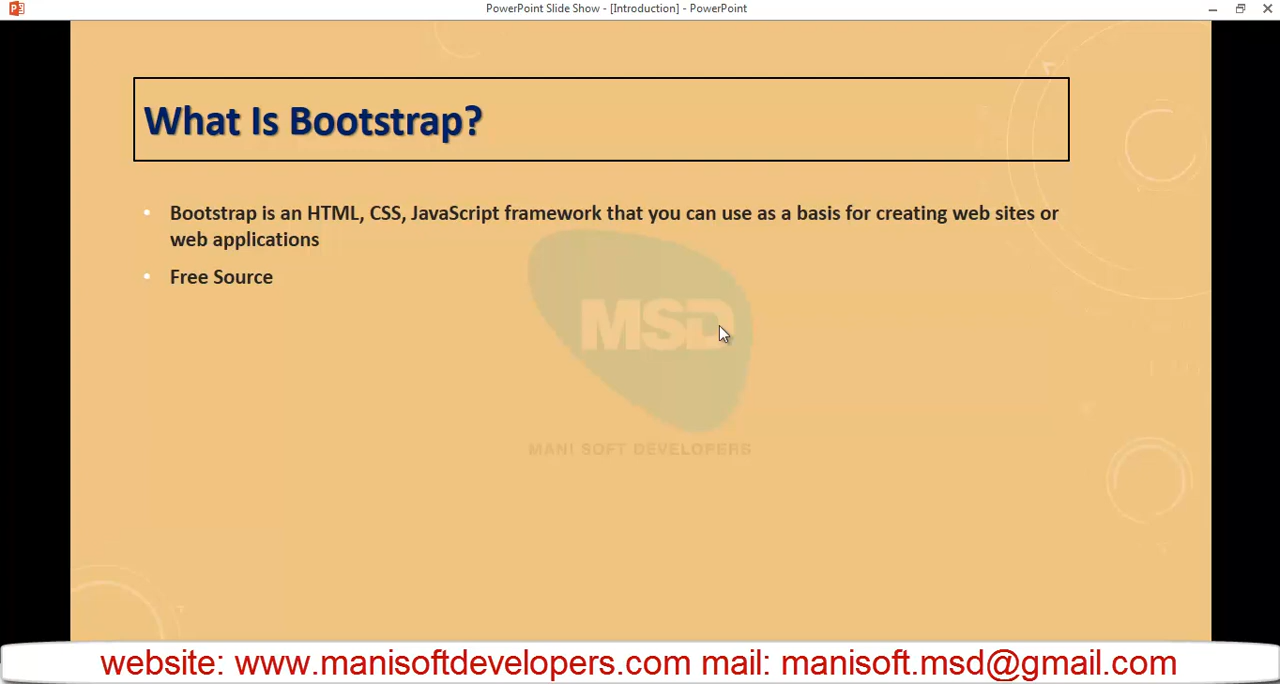 PowerPoint Slide Show - [Introduction] - PowerPoint
What Is Bootstrap?
• Bootstrap is an HTML, CSS, JavaScript framework that you can use as a basis for creating web sites or
web applications
• Free Source
MSD
MANI SOFT DEVELOPERS
website: www.manisoftdevelopers.com mail: manisoft.msd@gmail.com